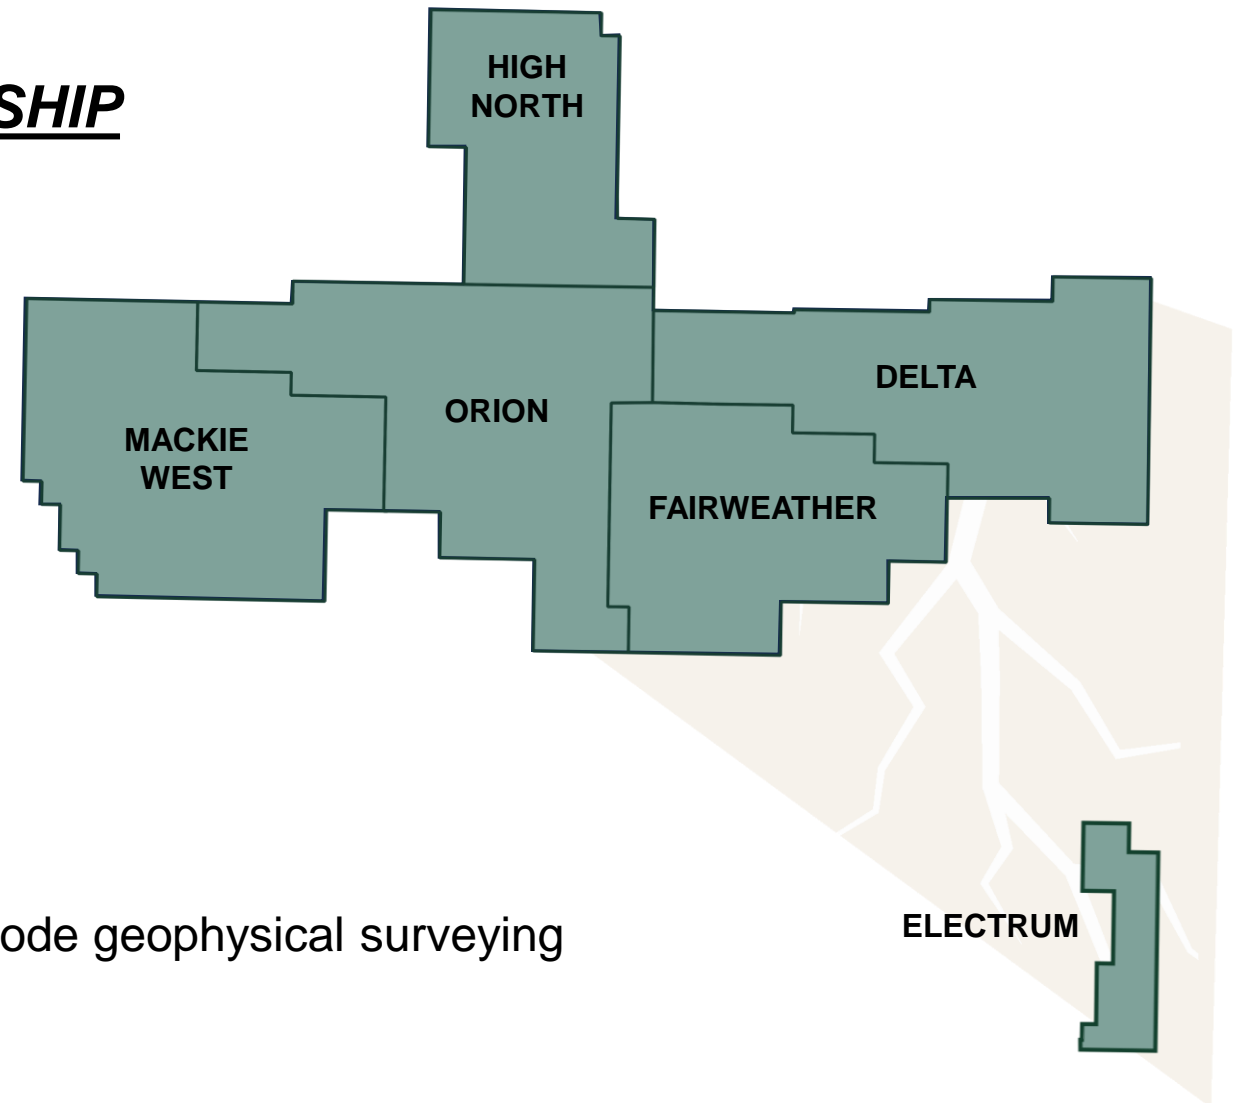 HIGH
NORTH
SHIP
DELTA
ORION
MACKIE
WEST
FAIRWEATHER
ELECTRUM
ode geophysical surveying